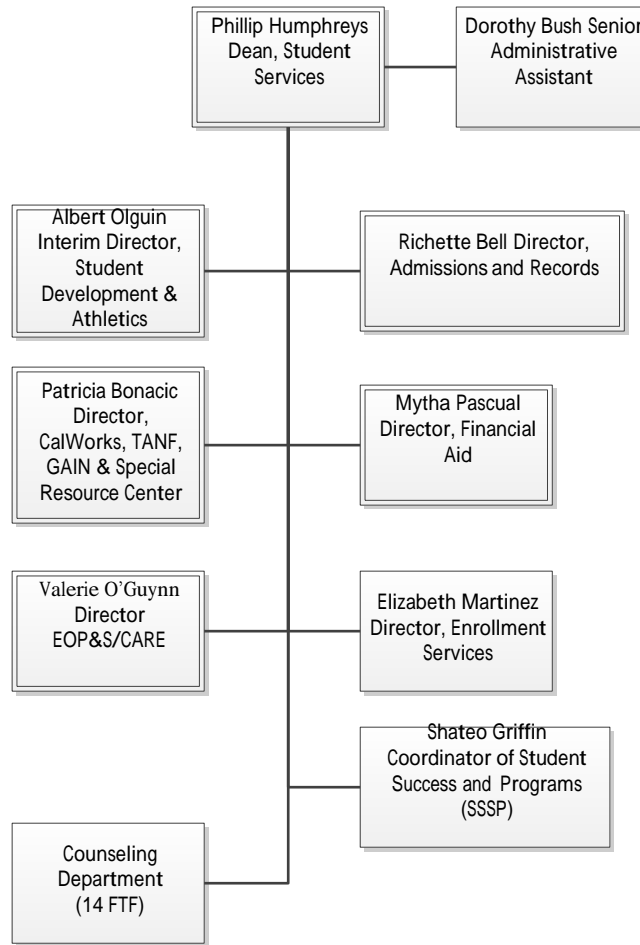 Phillip Humphreys
Dean, Student
Services
Dorothy Bush Senior
Administrative
Assistant
Albert Olguin
Interim Director,
Student
Development &
Athletics
Richette Bell Director,
Admissions and Records
Patricia Bonacic
Director,
CalWorks, TANF,
GAIN & Special
Resource Center
Mytha Pascual
Director, Financial
Aid
Valerie O'Guynn
Director
EOP&S/CARE
Elizabeth Martinez
Director, Enrollment
Services
Shateo Griffin
Coordinator of Student
Success and Programs
(SSSP)
Counseling
Department
(14 FTF)